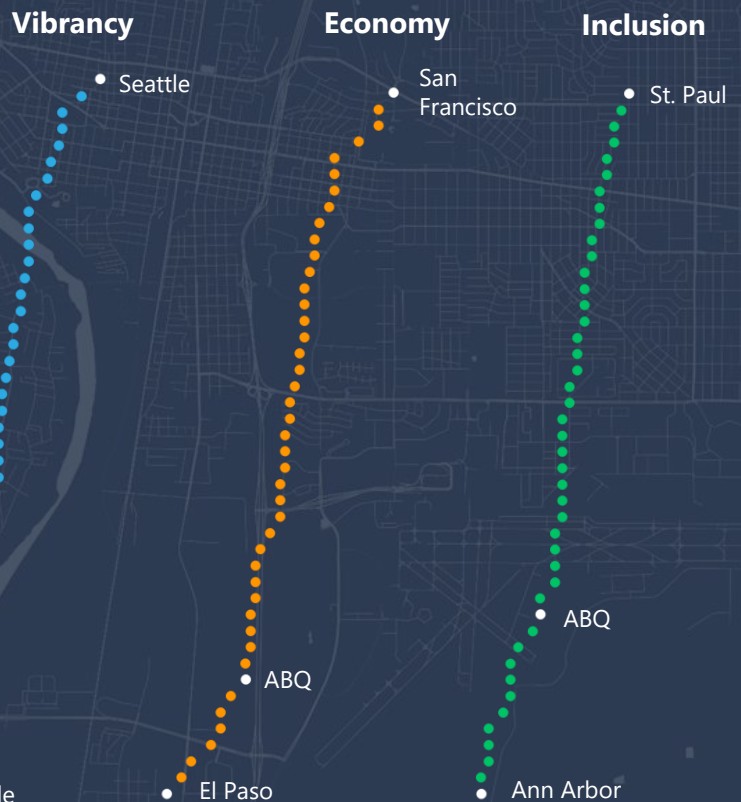 Vibrancy
Economy
Inclusion
Seattle
San
Francisco
St. Paul
ABQ
ABQ
El Paso
Ann Arbor